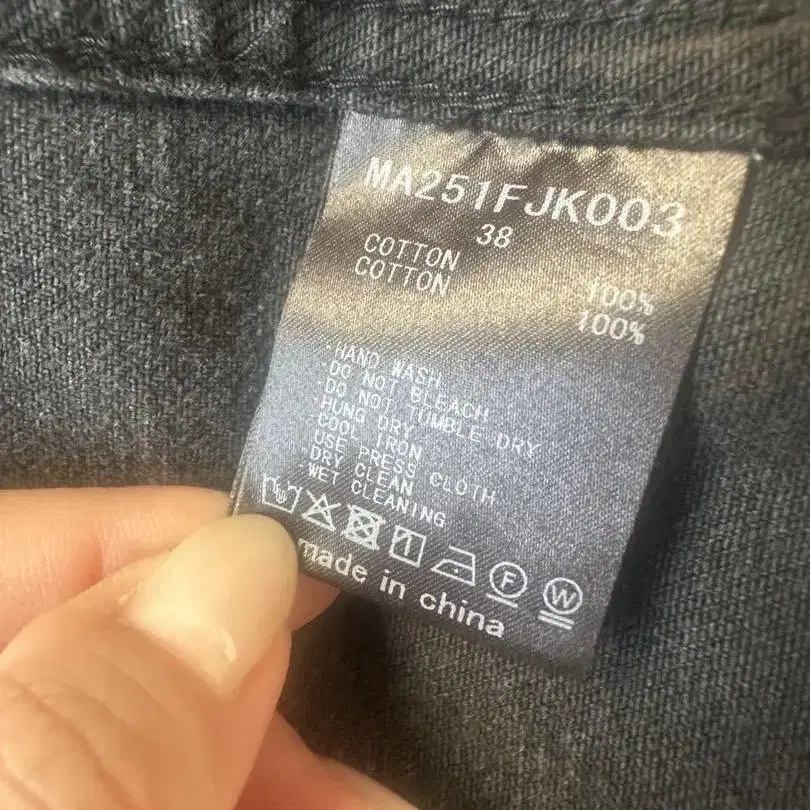 MA251FJK003
38
COTTON 100%
COTTON 100%
·HAND WASH
·DO NOT BLEACH
·DO NOT TUMBLE DRY
·HUNG DRY
·COOL IRON
USE PRESS CLOTH
·DRY CLEAN
·WET CLEANING
F W
made in china